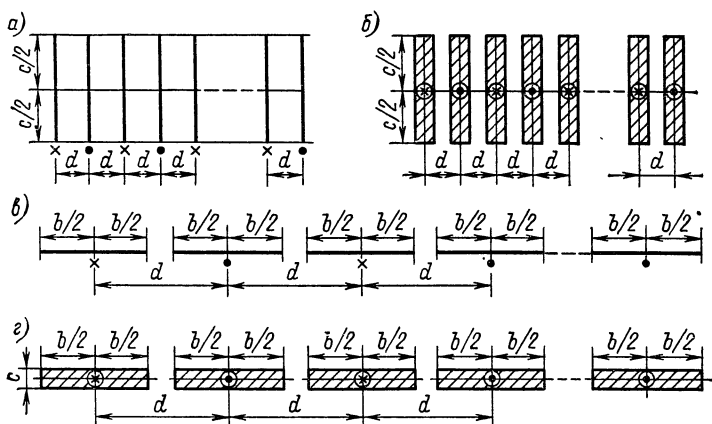 а) б)
c/2 c/2
c/2 c/2
d d d d d d d d d d
в)
b/2 b/2 b/2 b/2 b/2 b/2 b/2 b/2 b/2 b/2
d d d
г)
b/2 b/2 b/2 b/2 b/2 b/2 b/2 b/2 b/2 b/2
c
d d d